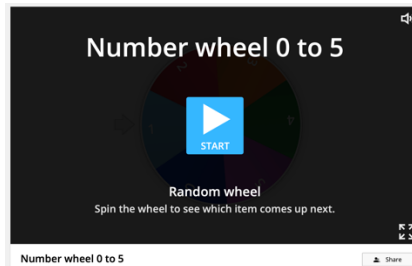 Number wheel 0 to 5
START
Random wheel
Spin the wheel to see which item comes up next.
Number wheel 0 to 5
Share